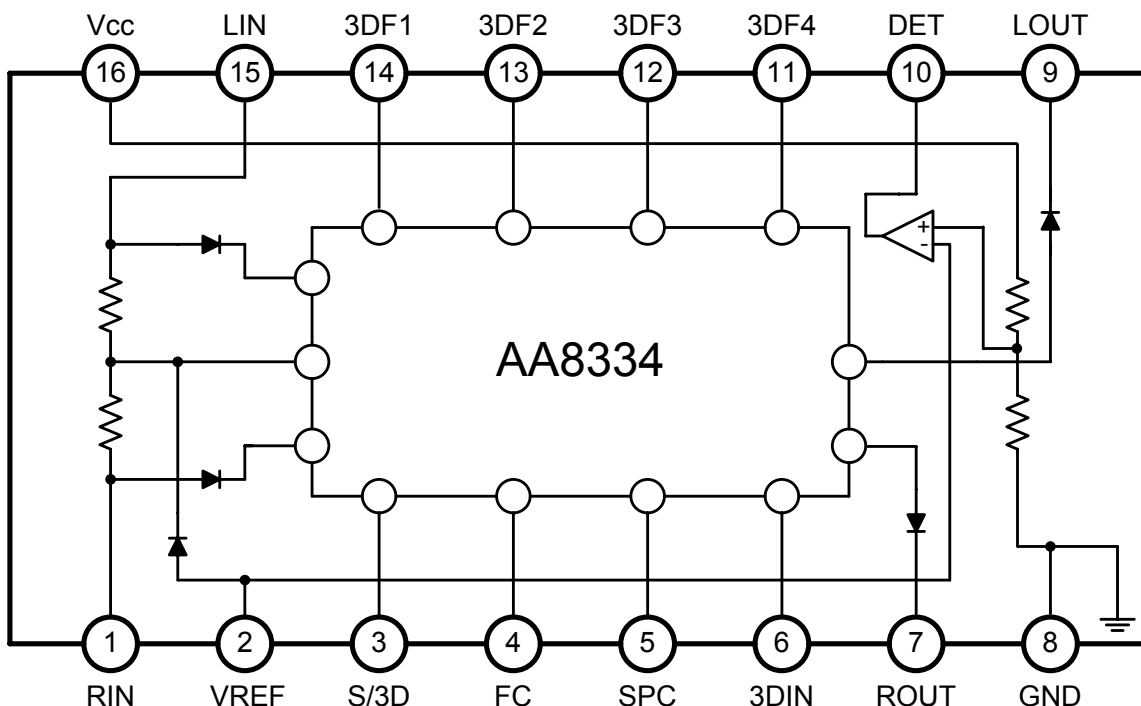 Vcc LIN 3DF1 3DF2 3DF3 3DF4 DET LOUT
16 15 14 13 12 11 10 9
+
-
AA8334
1 2 3 4 5 6 7 8
RIN VREF S/3D FC SPC 3DIN ROUT GND